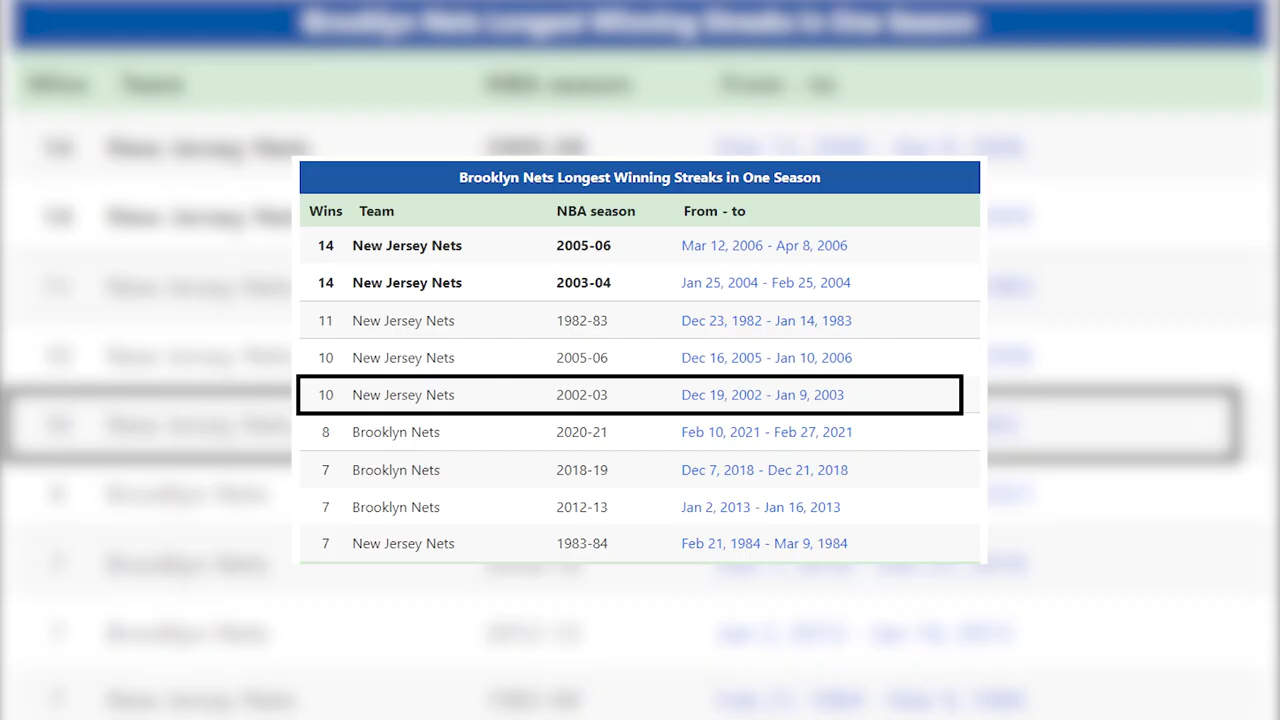 Brooklyn Nets Longest Winning Streaks in One Season
Wins Team NBA season From - to
14 New Jersey Nets 2005-06 Mar 12, 2006 - Apr 8, 2006
14 New Jersey Nets 2003-04 Jan 25, 2004 - Feb 25, 2004
11 New Jersey Nets 1982-83 Dec 23, 1982 - Jan 14, 1983
10 New Jersey Nets 2005-06 Dec 16, 2005 - Jan 10, 2006
10 New Jersey Nets 2002-03 Dec 19, 2002 - Jan 9, 2003
8 Brooklyn Nets 2020-21 Feb 10, 2021 - Feb 27, 2021
7 Brooklyn Nets 2018-19 Dec 7, 2018 - Dec 21, 2018
7 Brooklyn Nets 2012-13 Jan 2, 2013 - Jan 16, 2013
7 New Jersey Nets 1983-84 Feb 21, 1984 - Mar 9, 1984